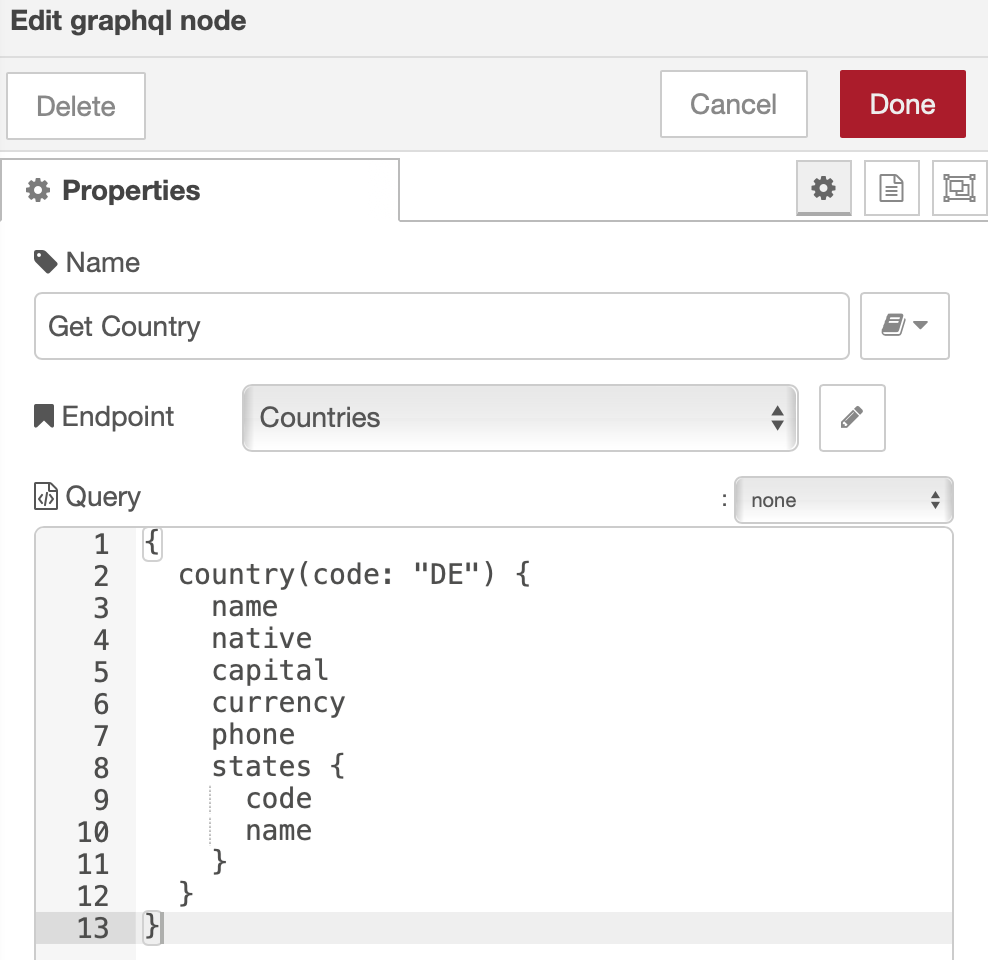 Edit graphql node
Delete
Cancel
Done
Properties
Name
Get Country
Endpoint
Countries
Query
: none
1 {
2   country(code: "DE") {
3     name
4     native
5     capital
6     currency
7     phone
8     states {
9       code
10       name
11     }
12   }
13 }